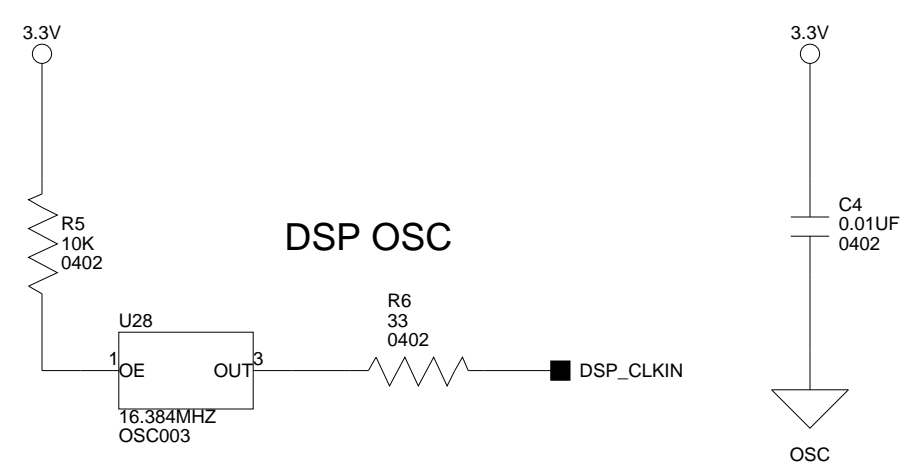 3.3V
3.3V
R5
10K
0402
DSP OSC
C4
0.01UF
0402
R6
33
0402
U28
1
OE
OUT
3
DSP_CLKIN
16.384MHZ
OSC003
OSC